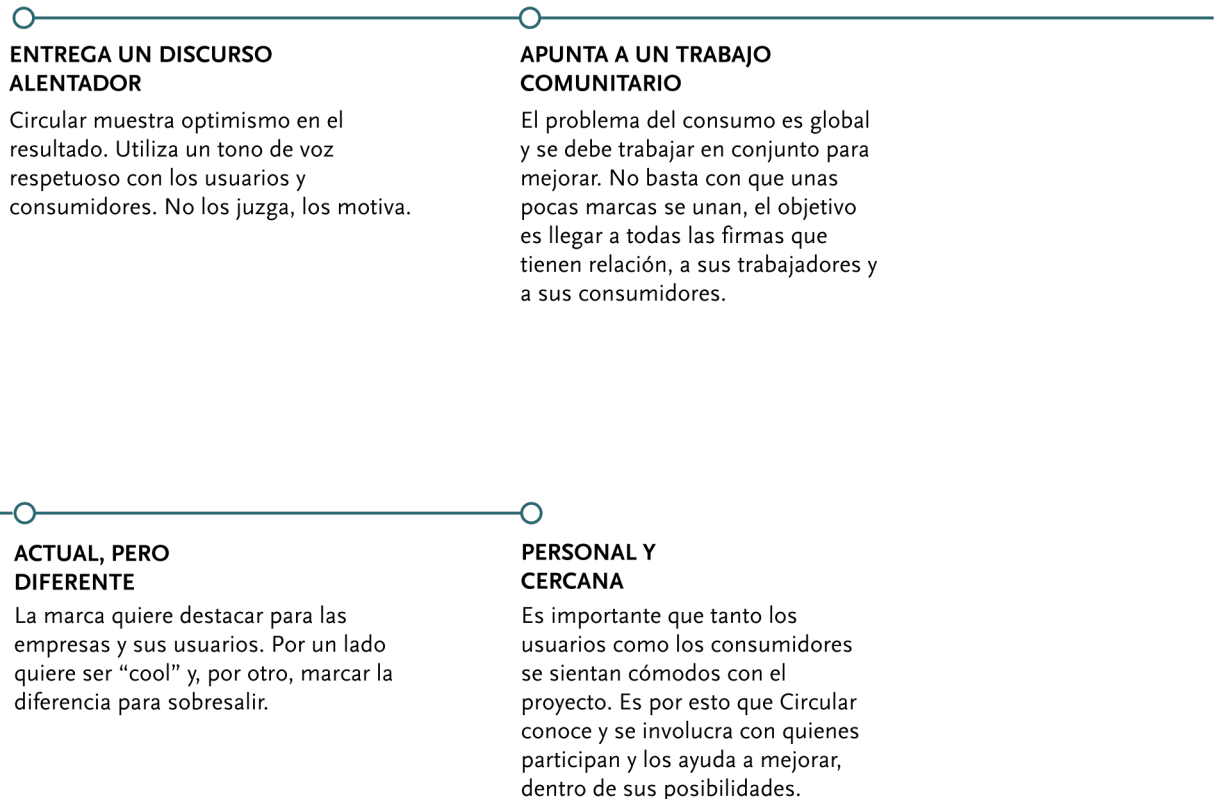 ENTREGA UN DISCURSO
ALENTADOR
Circular muestra optimismo en el
resultado. Utiliza un tono de voz
respetuoso con los usuarios y
consumidores. No los juzga, los motiva.
APUNTA A UN TRABAJO
COMUNITARIO
El problema del consumo es global
y se debe trabajar en conjunto para
mejorar. No basta con que unas
pocas marcas se unan, el objetivo
es llegar a todas las firmas que
tienen relación, a sus trabajadores y
a sus consumidores.
ACTUAL, PERO
DIFERENTE
La marca quiere destacar para las
empresas y sus usuarios. Por un lado
quiere ser “cool” y, por otro, marcar la
diferencia para sobresalir.
PERSONAL Y
CERCANA
Es importante que tanto los
usuarios como los consumidores
se sientan cómodos con el
proyecto. Es por esto que Circular
conoce y se involucra con quienes
participan y los ayuda a mejorar,
dentro de sus posibilidades.